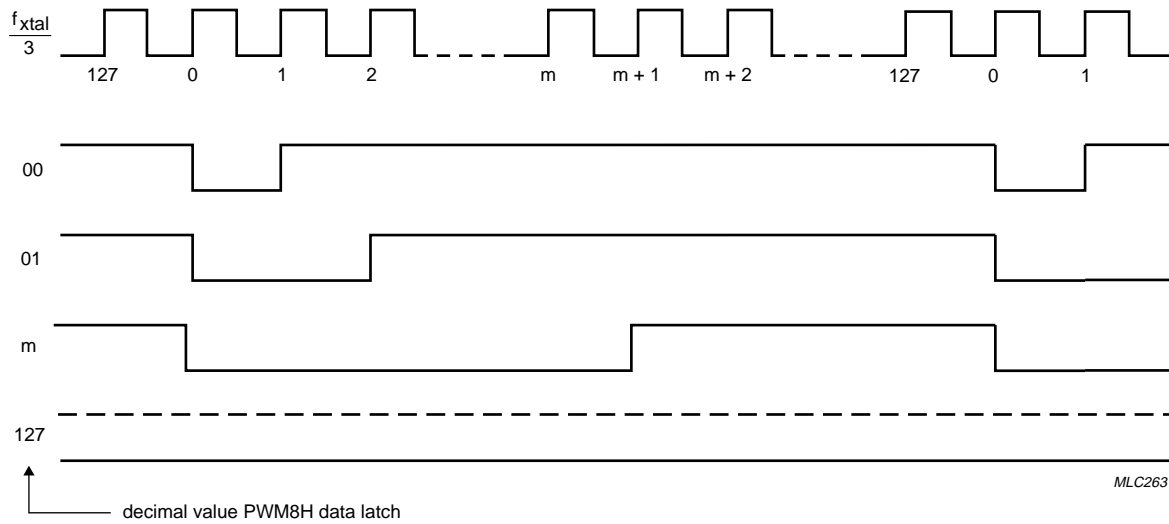 f_xtal
3
127 0 1 2 m m + 1 m + 2 127 0 1
00
01
m
127
MLC263
decimal value PWM8H data latch